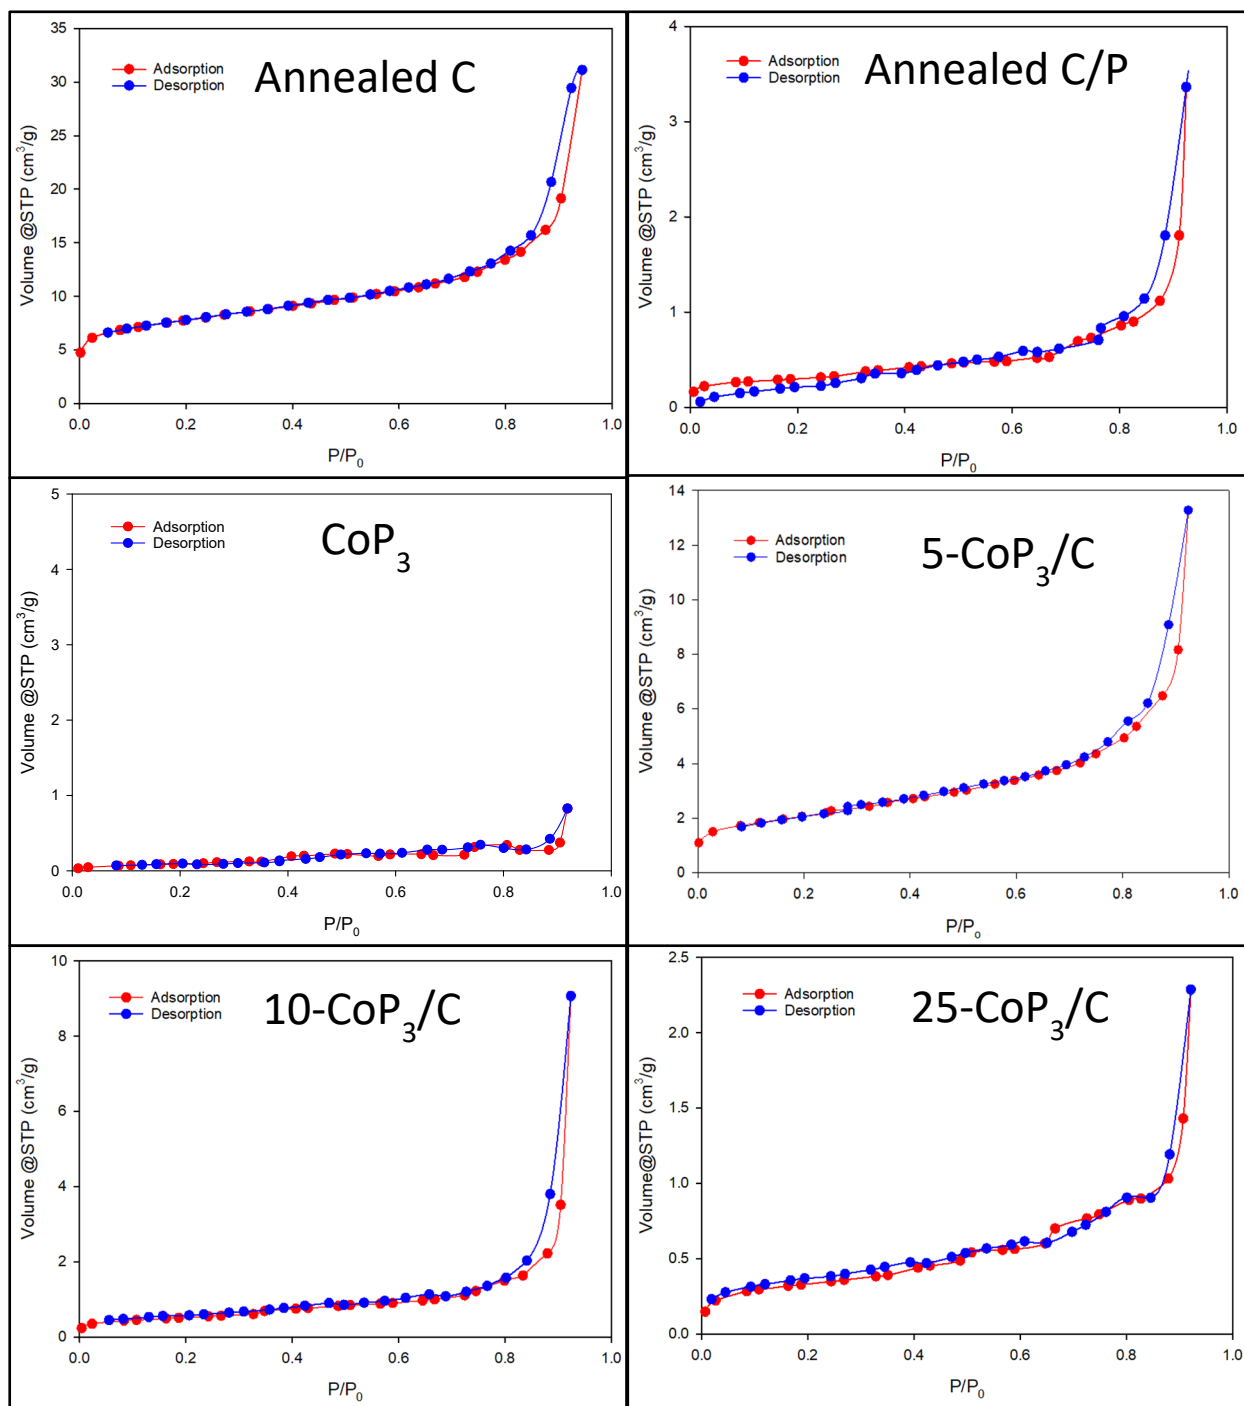 Annealed C
Adsorption
Desorption
Volume @STP (cm³/g)
35
30
25
20
15
10
5
0
0.0 0.2 0.4 0.6 0.8 1.0
P/P₀
Annealed C/P
Adsorption
Desorption
Volume @STP (cm³/g)
4
3
2
1
0
0.0 0.2 0.4 0.6 0.8 1.0
P/P₀
CoP₃
Adsorption
Desorption
Volume @STP (cm³/g)
5
4
3
2
1
0
0.0 0.2 0.4 0.6 0.8 1.0
P/P₀
5-CoP₃/C
Adsorption
Desorption
Volume @STP (cm³/g)
14
12
10
8
6
4
2
0
0.0 0.2 0.4 0.6 0.8 1.0
P/P₀
10-CoP₃/C
Adsorption
Desorption
Volume @STP (cm³/g)
10
8
6
4
2
0
0.0 0.2 0.4 0.6 0.8 1.0
P/P₀
25-CoP₃/C
Adsorption
Desorption
Volume@STP (cm³/g)
2.5
2.0
1.5
1.0
0.5
0.0
0.0 0.2 0.4 0.6 0.8 1.0
P/P₀